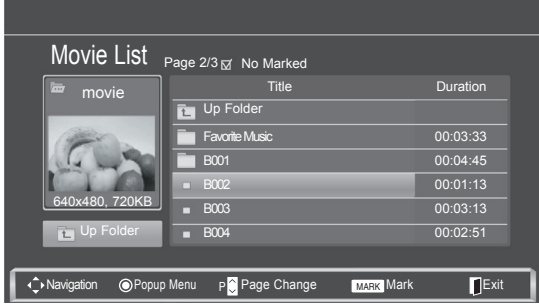 Movie List Page 2/3 No Marked
movie
640x480, 720KB
Up Folder
Title Duration
Up Folder
Favorite Music 00:03:33
B001 00:04:45
B002 00:01:13
B003 00:03:13
B004 00:02:51
Navigation Popup Menu P Page Change MARK Mark Exit